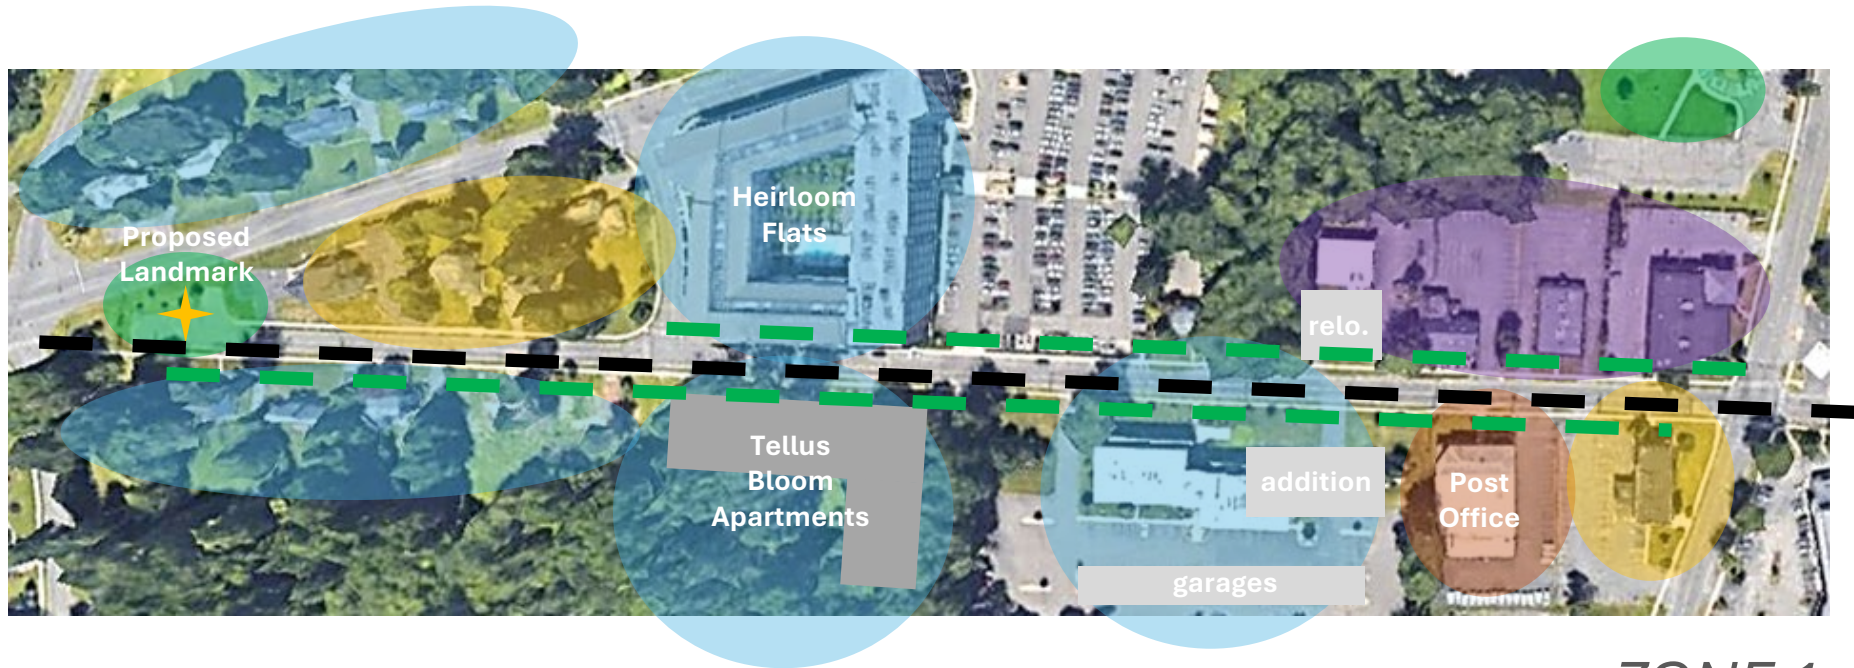 Heirloom
Flats
Proposed
Landmark
relo.
Tellus
Bloom
Apartments
addition
Post
Office
garages